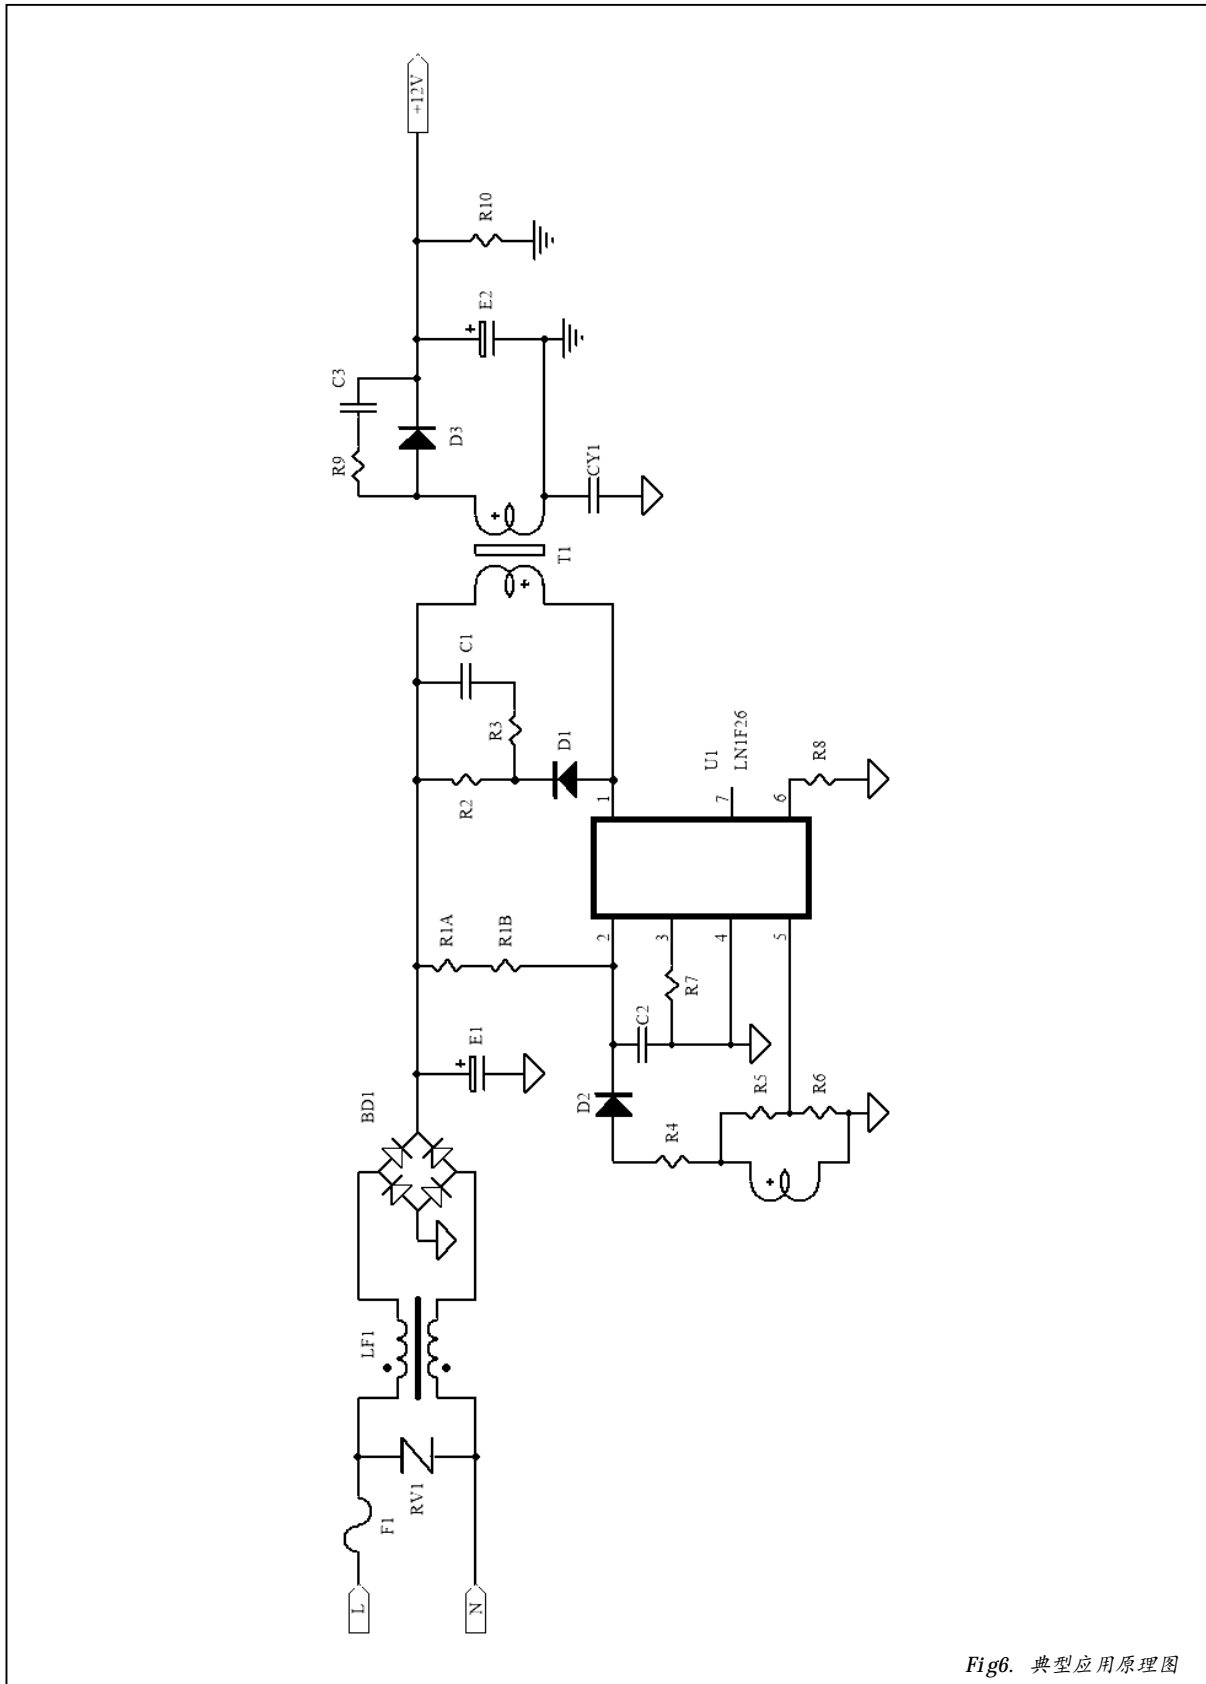 +12V
R10
E2
C3
R9
D3
CY1
T1
C1
R3
R2
D1
U1
LN1F26
1
7
6
R8
R1A
R1B
2
3
4
5
R7
C2
E1
BD1
D2
R4
R5
R6
LF1
RV1
F1
L
N
+
+
+
+
+
Fig6. 典型应用原理图